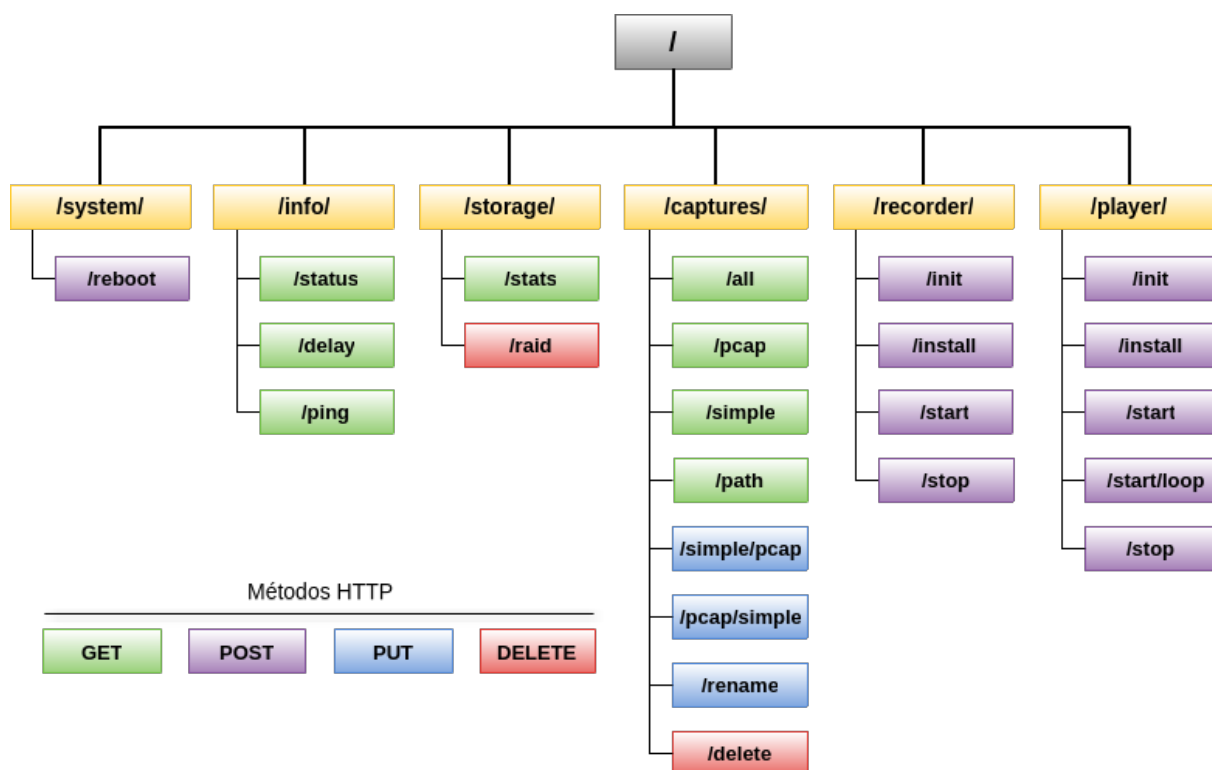 /
/system/
/info/
/storage/
/captures/
/recorder/
/player/
/reboot
/status
/stats
/all
/init
/init
/delay
/raid
/pcap
/install
/install
/ping
/simple
/start
/start
/path
/stop
/start/loop
/simple/pcap
/stop
Métodos HTTP
/pcap/simple
GET
POST
PUT
DELETE
/rename
/delete